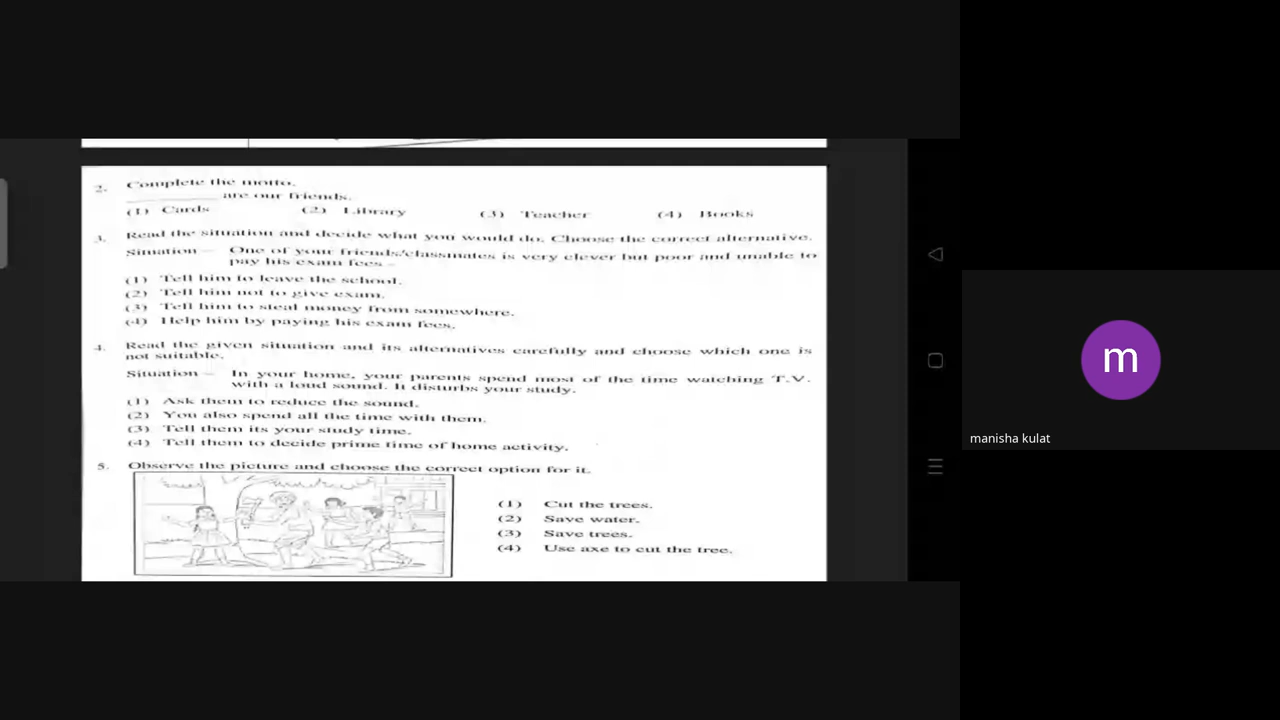 2. Complete the motto.
__________ are our friends.
(1) Cards (2) Library (3) Teacher (4) Books
3. Read the situation and decide what you would do. Choose the correct alternative.
Situation – One of your friends/classmates is very clever but poor and unable to
pay his exam fees –
(1) Tell him to leave the school.
(2) Tell him not to give exam.
(3) Tell him to steal money from somewhere.
(4) Help him by paying his exam fees.
4. Read the given situation and its alternatives carefully and choose which one is
not suitable.
Situation – In your home, your parents spend most of the time watching T.V.
with a loud sound. It disturbs your study.
(1) Ask them to reduce the sound.
(2) You also spend all the time with them.
(3) Tell them its your study time.
(4) Tell them to decide prime time of home activity.
5. Observe the picture and choose the correct option for it.
(1) Cut the trees.
(2) Save water.
(3) Save trees.
(4) Use axe to cut the tree.
m
manisha kulat